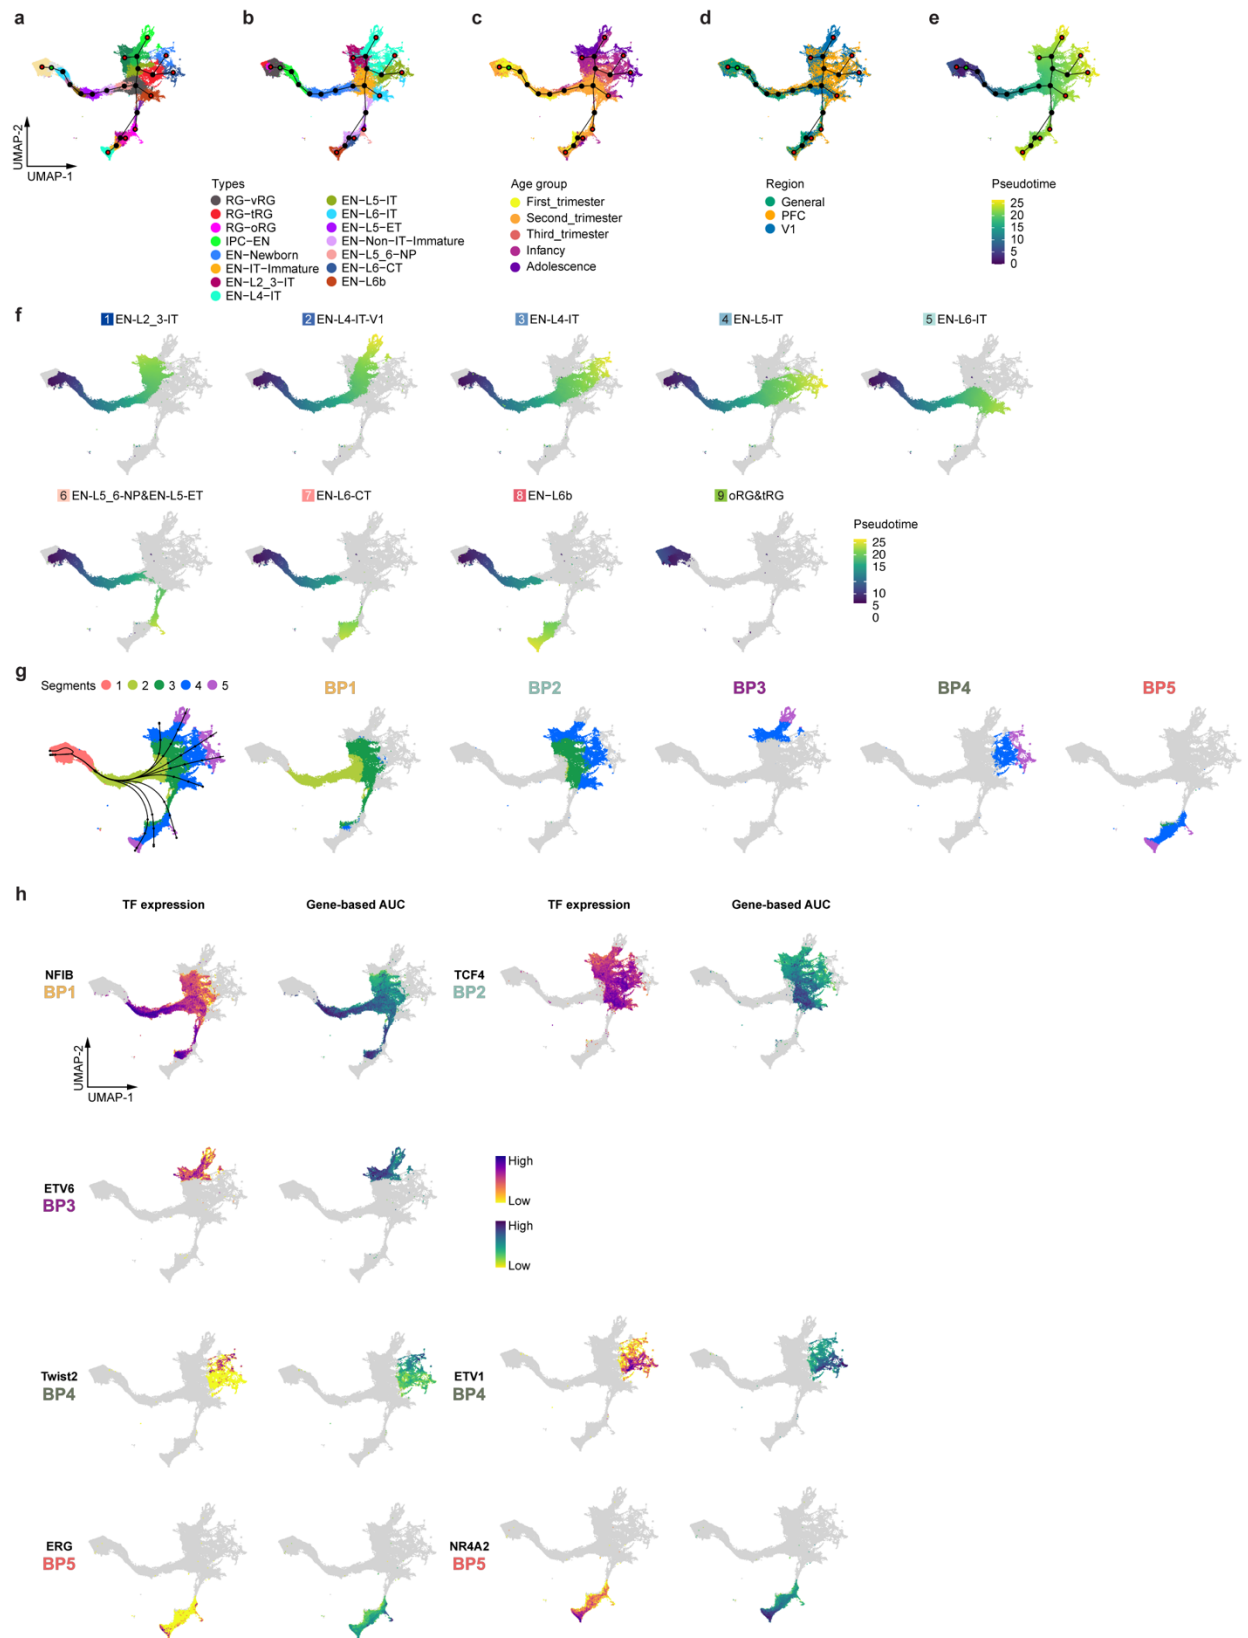 a b c d e
UMAP-2
UMAP-1
Types
RG−vRG
RG−tRG
RG−oRG
IPC−EN
EN−Newborn
EN−IT−Immature
EN−L2_3−IT
EN−L4−IT
EN−L5−IT
EN−L6−IT
EN−L5−ET
EN−Non−IT−Immature
EN−L5_6−NP
EN−L6−CT
EN−L6b
Age group
First_trimester
Second_trimester
Third_trimester
Infancy
Adolescence
Region
General
PFC
V1
Pseudotime
25
20
15
10
5
0
f
1 EN-L2_3-IT
2 EN-L4-IT-V1
3 EN-L4-IT
4 EN-L5-IT
5 EN-L6-IT
6 EN-L5_6-NP&EN-L5-ET
7 EN-L6-CT
8 EN−L6b
9 oRG&tRG
Pseudotime
25
20
15
10
5
0
g
Segments 1 2 3 4 5
BP1
BP2
BP3
BP4
BP5
h
TF expression
Gene-based AUC
TF expression
Gene-based AUC
NFIB
BP1
TCF4
BP2
UMAP-2
UMAP-1
ETV6
BP3
High
Low
High
Low
Twist2
BP4
ETV1
BP4
ERG
BP5
NR4A2
BP5